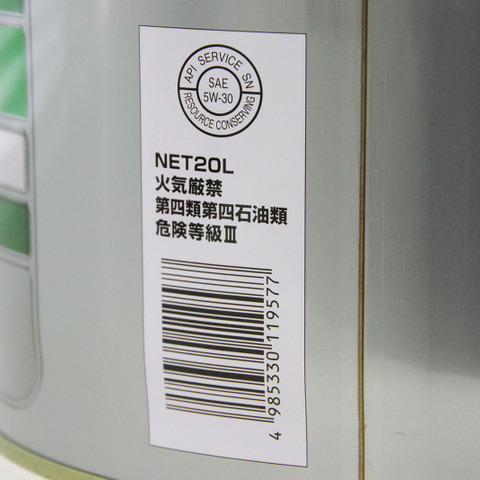 API SERVICE SN
SAE
5W-30
RESOURCE CONSERVING
NET20L
火気厳禁
第四類第四石油類
危険等級Ⅲ
4 985330 119577